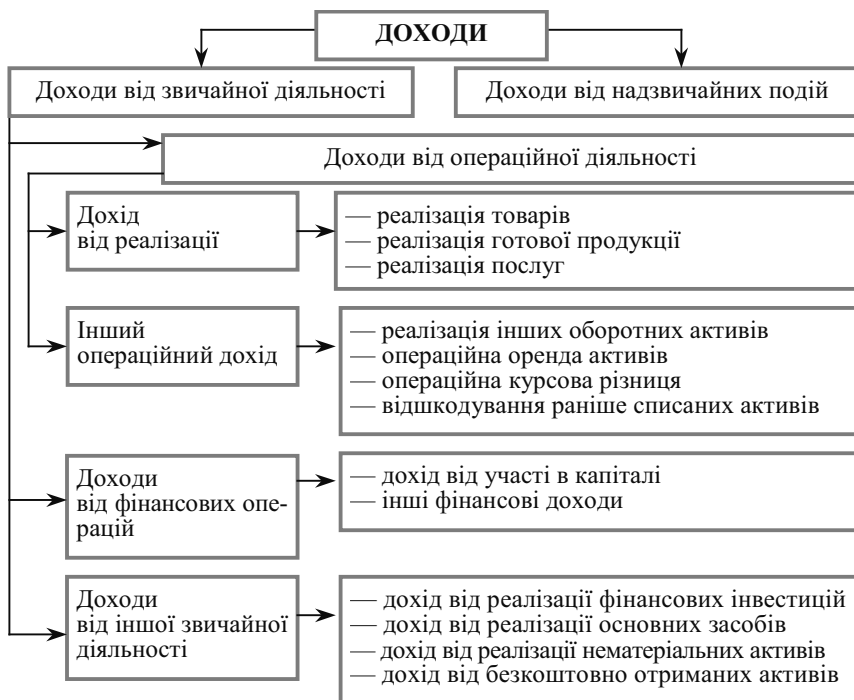 ДОХОДИ
Доходи від звичайної діяльності
Доходи від надзвичайних подій
Доходи від операційної діяльності
Дохід
від реалізації
— реалізація товарів
— реалізація готової продукції
— реалізація послуг
Інший
операційний дохід
— реалізація інших оборотних активів
— операційна оренда активів
— операційна курсова різниця
— відшкодування раніше списаних активів
Доходи
від фінансових опе-
рацій
— дохід від участі в капіталі
— інші фінансові доходи
Доходи
від іншої звичайної
діяльності
— дохід від реалізації фінансових інвестицій
— дохід від реалізації основних засобів
— дохід від реалізації нематеріальних активів
— дохід від безкоштовно отриманих активів